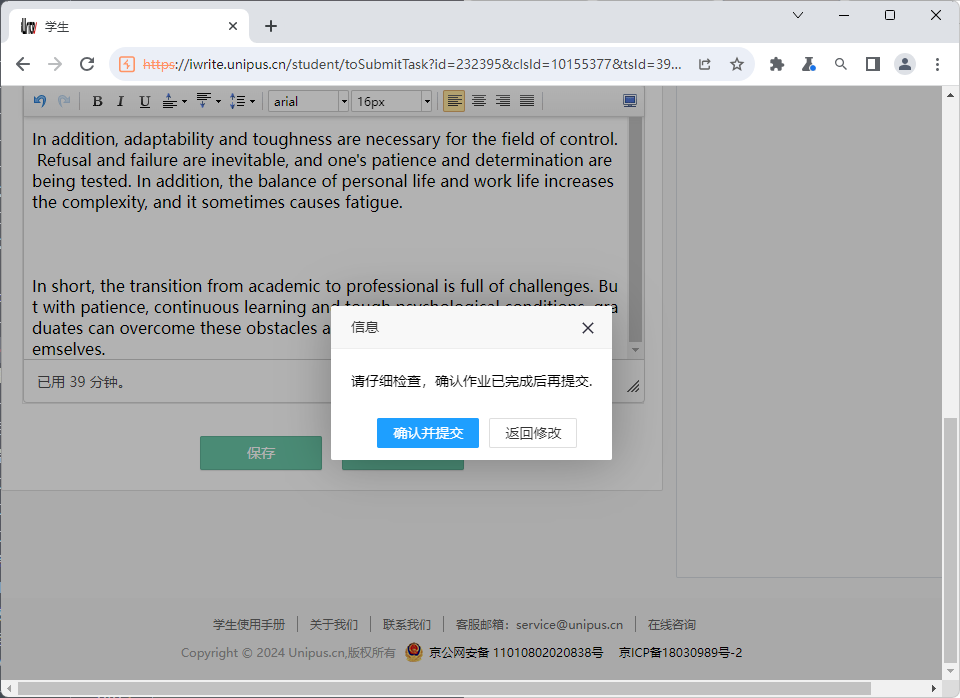 学生
https://iwrite.unipus.cn/student/toSubmitTask?id=232395&clsId=10155377&tsId=39...
B I U arial 16px
In addition, adaptability and toughness are necessary for the field of control.
Refusal and failure are inevitable, and one's patience and determination are
being tested. In addition, the balance of personal life and work life increases
the complexity, and it sometimes causes fatigue.
In short, the transition from academic to professional is full of challenges. Bu
t with patience, continuous learning and tough psychological conditions, gra
duates can overcome these obstacles a
emselves.
信息
请仔细检查，确认作业已完成后再提交.
确认并提交 返回修改
已用 39 分钟。
保存
学生使用手册 关于我们 联系我们 客服邮箱：service@unipus.cn 在线咨询
Copyright © 2024 Unipus.cn,版权所有 京公网安备 11010802020838号 京ICP备18030989号-2